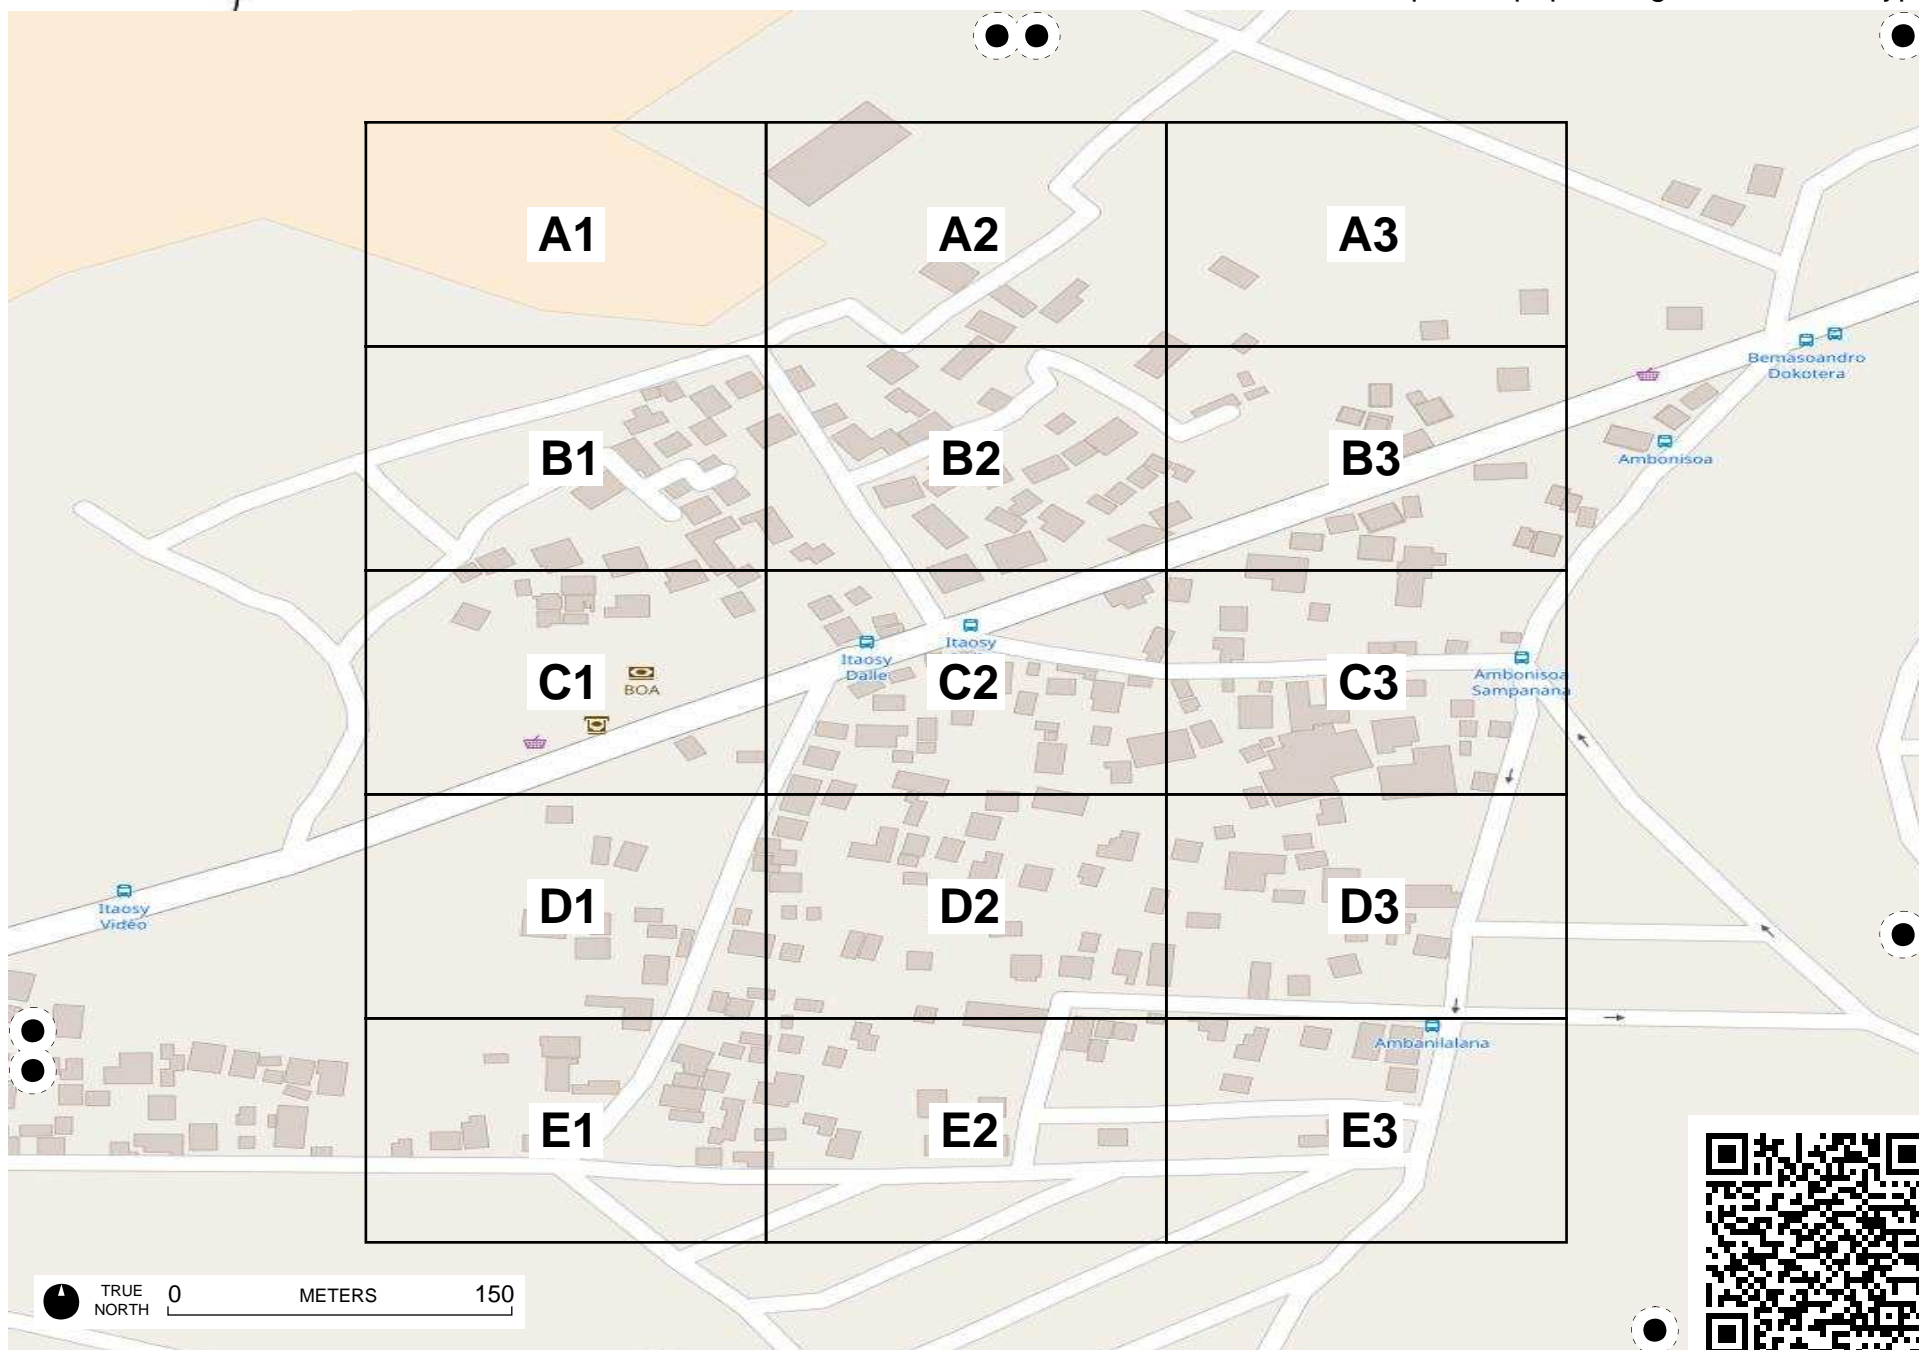 A1
A2
A3
Bemasoandro
Dokotera
B1
B2
B3
Ambonisoa
Itaosy
Dalle
Itaosy
C1
BOA
C2
C3
Ambonisoa
Sampanana
Itaosy
Vidéo
D1
D2
D3
Ambanilalana
E1
E2
E3
TRUE
NORTH
0
METERS
150